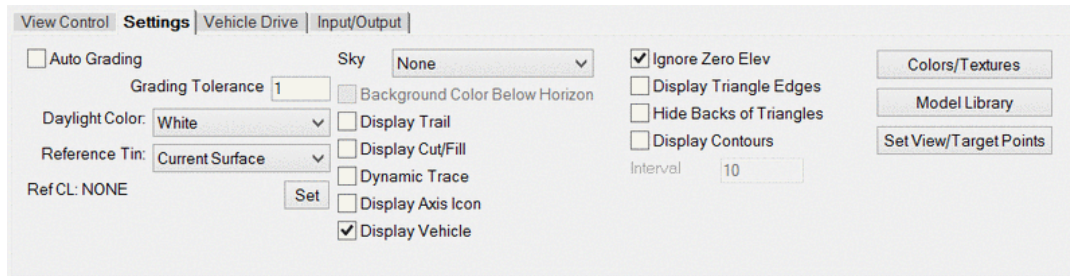 View Control Settings Vehicle Drive Input/Output
Auto Grading
Grading Tolerance 1
Daylight Color: White
Reference Tin: Current Surface
Ref CL: NONE Set
Sky None
Background Color Below Horizon
Display Trail
Display Cut/Fill
Dynamic Trace
Display Axis Icon
Display Vehicle
Ignore Zero Elev
Display Triangle Edges
Hide Backs of Triangles
Display Contours
Interval 10
Colors/Textures
Model Library
Set View/Target Points